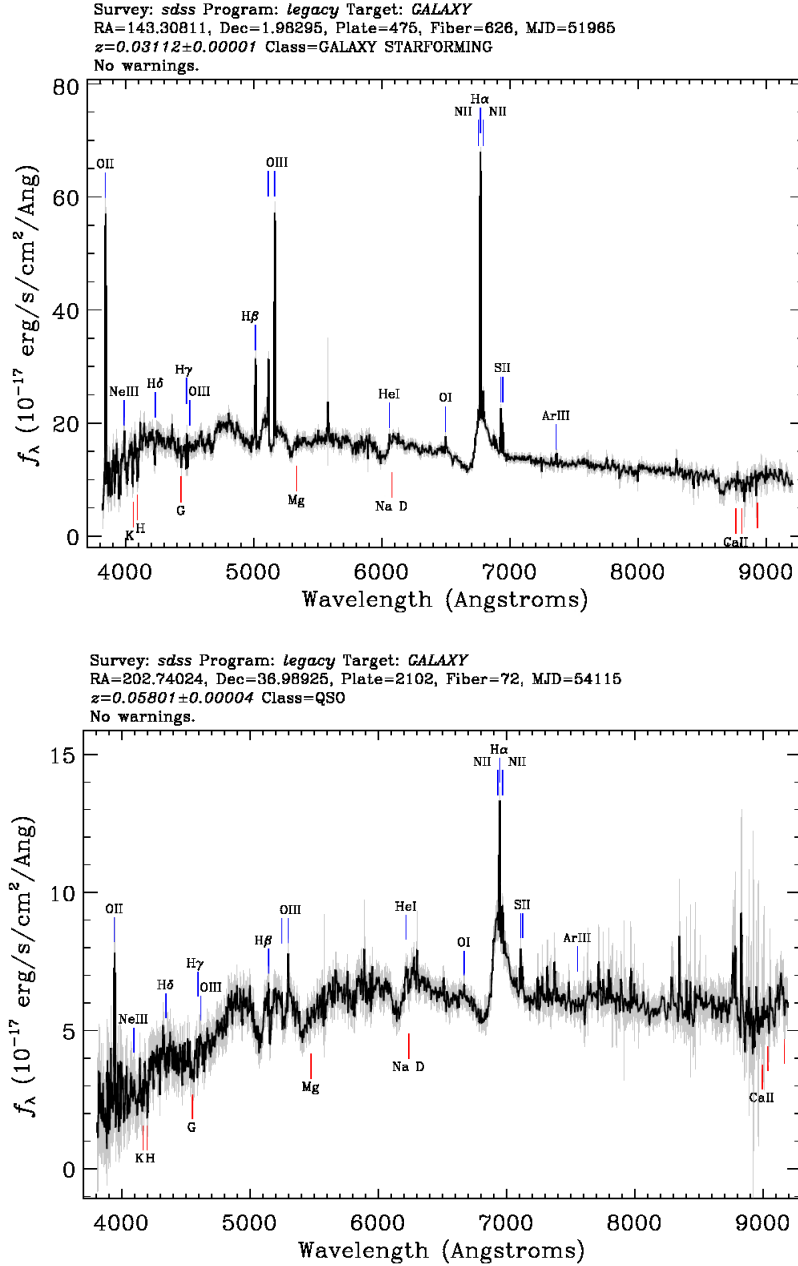 Survey: sdss Program: legacy Target: GALAXY
RA=143.30811, Dec=1.98295, Plate=475, Fiber=626, MJD=51965
z=0.03112±0.00001 Class=GALAXY STARFORMING
No warnings.
80
60
40
20
0
f_λ (10⁻¹⁷ erg/s/cm²/Ang)
Hα
NII NII
OII OIII
Hβ
Hγ
NeIII Hδ OIII HeI OI SII ArIII
K H G Mg Na D CaII
4000 5000 6000 7000 8000 9000
Wavelength (Angstroms)
Survey: sdss Program: legacy Target: GALAXY
RA=202.74024, Dec=36.98925, Plate=2102, Fiber=72, MJD=54115
z=0.05801±0.00004 Class=QSO
No warnings.
15
10
5
0
f_λ (10⁻¹⁷ erg/s/cm²/Ang)
Hα
NII NII
OII OIII HeI SII
Hβ OI ArIII
Hγ
Hδ OIII
NeIII
K H G Mg Na D CaII
4000 5000 6000 7000 8000 9000
Wavelength (Angstroms)